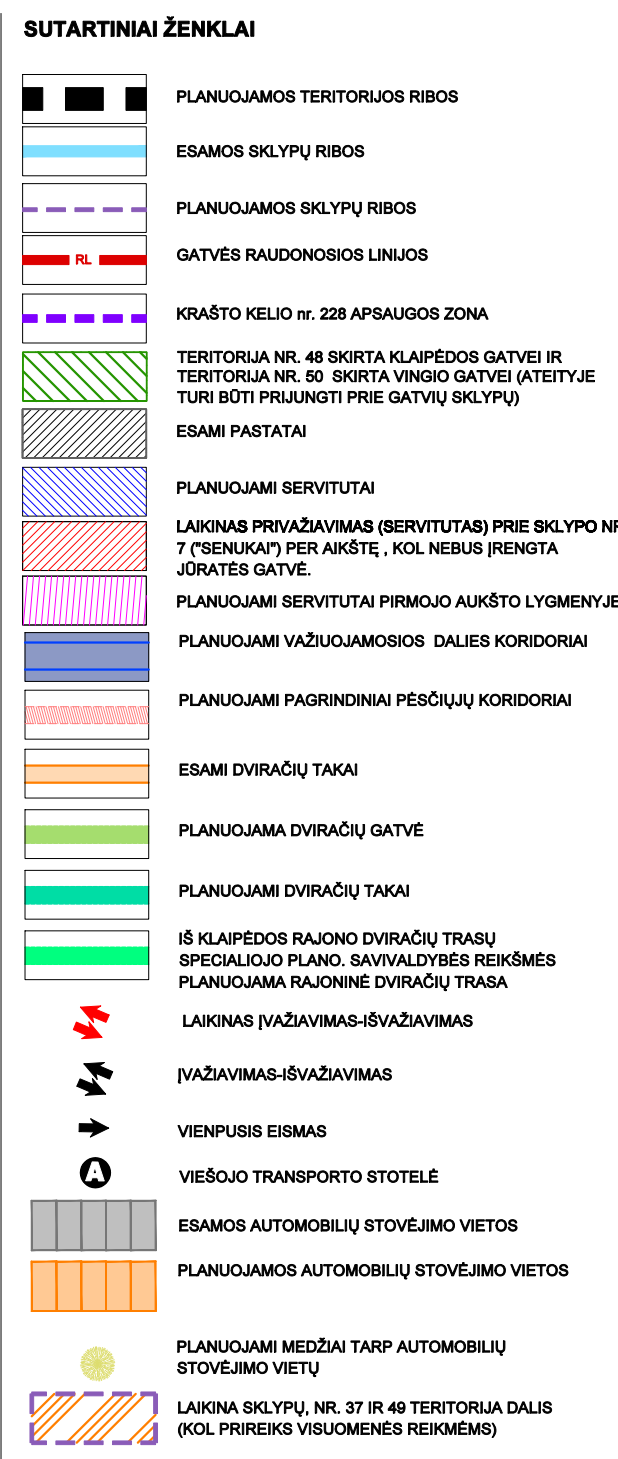 SUTARTINIAI ŽENKLAI
PLANUOJAMOS TERITORIJOS RIBOS
ESAMOS SKLYPŲ RIBOS
PLANUOJAMOS SKLYPŲ RIBOS
RL
GATVĖS RAUDONOSIOS LINIJOS
KRAŠTO KELIO nr. 228 APSAUGOS ZONA
TERITORIJA NR. 48 SKIRTA KLAIPĖDOS GATVEI IR
TERITORIJA NR. 50 SKIRTA VINGIO GATVEI (ATEITYJE
TURI BŪTI PRIJUNGTI PRIE GATVIŲ SKLYPŲ)
ESAMI PASTATAI
PLANUOJAMI SERVITUTAI
LAIKINAS PRIVAŽIAVIMAS (SERVITUTAS) PRIE SKLYPO NR
7 ("SENUKAI") PER AIKŠTĘ , KOL NEBUS ĮRENGTA
JŪRATĖS GATVĖ.
PLANUOJAMI SERVITUTAI PIRMOJO AUKŠTO LYGMENYJE
PLANUOJAMI VAŽIUOJAMOSIOS DALIES KORIDORIAI
PLANUOJAMI PAGRINDINIAI PĖSČIŲJŲ KORIDORIAI
ESAMI DVIRAČIŲ TAKAI
PLANUOJAMA DVIRAČIŲ GATVĖ
PLANUOJAMI DVIRAČIŲ TAKAI
IŠ KLAIPĖDOS RAJONO DVIRAČIŲ TRASŲ
SPECIALIOJO PLANO. SAVIVALDYBĖS REIKŠMĖS
PLANUOJAMA RAJONINĖ DVIRAČIŲ TRASA
LAIKINAS ĮVAŽIAVIMAS-IŠVAŽIAVIMAS
ĮVAŽIAVIMAS-IŠVAŽIAVIMAS
VIENPUSIS EISMAS
A
VIEŠOJO TRANSPORTO STOTELĖ
ESAMOS AUTOMOBILIŲ STOVĖJIMO VIETOS
PLANUOJAMOS AUTOMOBILIŲ STOVĖJIMO VIETOS
PLANUOJAMI MEDŽIAI TARP AUTOMOBILIŲ
STOVĖJIMO VIETŲ
LAIKINA SKLYPŲ, NR. 37 IR 49 TERITORIJA DALIS
(KOL PRIREIKS VISUOMENĖS REIKMĖMS)